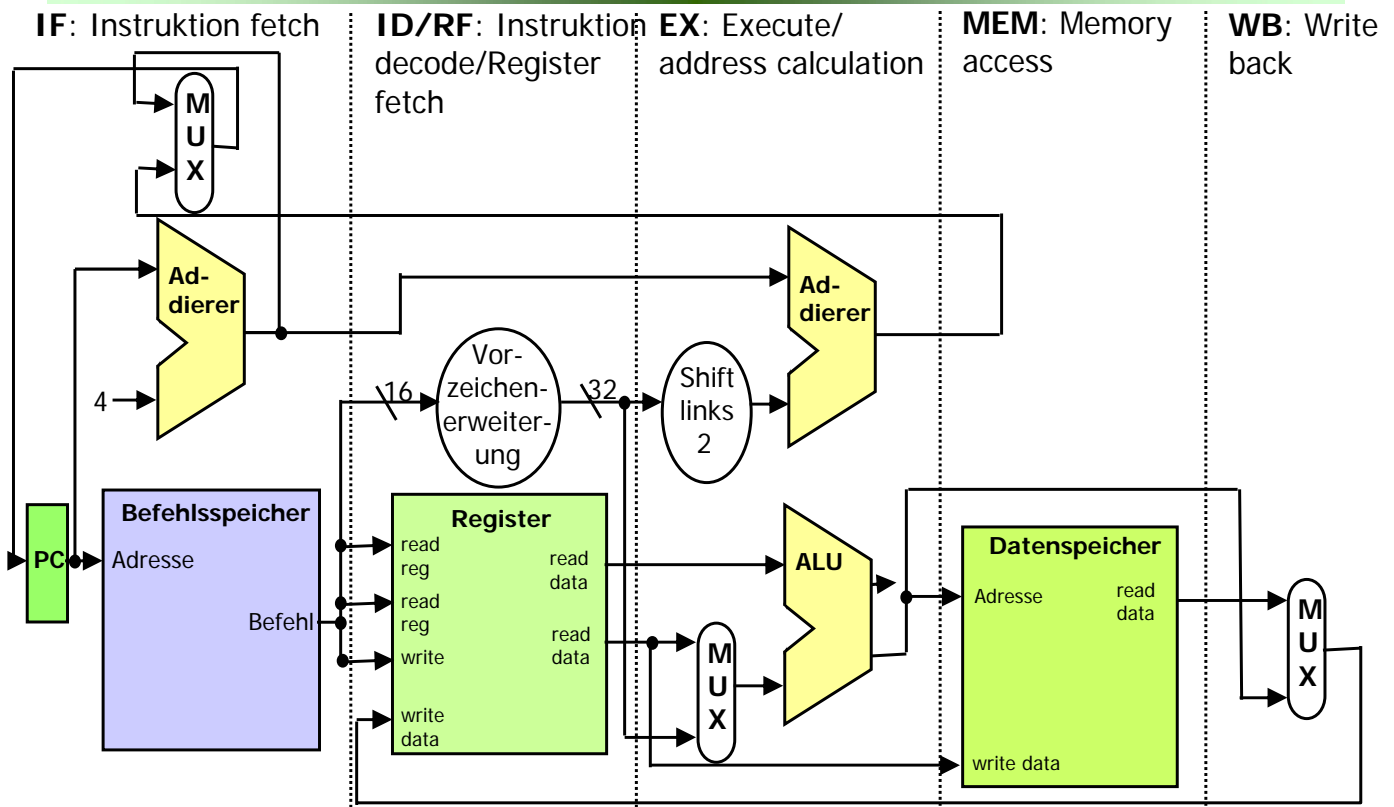 IF: Instruktion fetch
ID/RF: Instruktion
decode/Register
fetch
EX: Execute/
address calculation
MEM: Memory
access
WB: Write
back
M
U
X
Ad-
dierer
4
Ad-
dierer
16
Vor-
zeichen-
erweiter-
ung
32
Shift
links
2
PC
Befehlsspeicher
Adresse
Befehl
Register
read
reg
read
reg
write
write
data
read
data
read
data
M
U
X
ALU
Datenspeicher
Adresse
read
data
write data
M
U
X